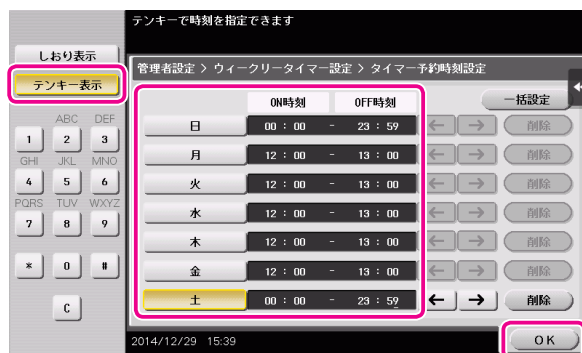 テンキーで時刻を指定できます
しおり表示
テンキー表示
管理者設定 > ウィークリータイマー設定 > タイマー予約時刻設定
ON時刻 OFF時刻 一括設定
日 00 : 00 - 23 : 59 ← → 削除
月 12 : 00 - 13 : 00 ← → 削除
火 12 : 00 - 13 : 00 ← → 削除
水 12 : 00 - 13 : 00 ← → 削除
木 12 : 00 - 13 : 00 ← → 削除
金 12 : 00 - 13 : 00 ← → 削除
土 00 : 00 - 23 : 59 ← → 削除
ABC DEF
1 2 3
GHI JKL MNO
4 5 6
PQRS TUV WXYZ
7 8 9
* 0 #
C
2014/12/29 15:39
OK